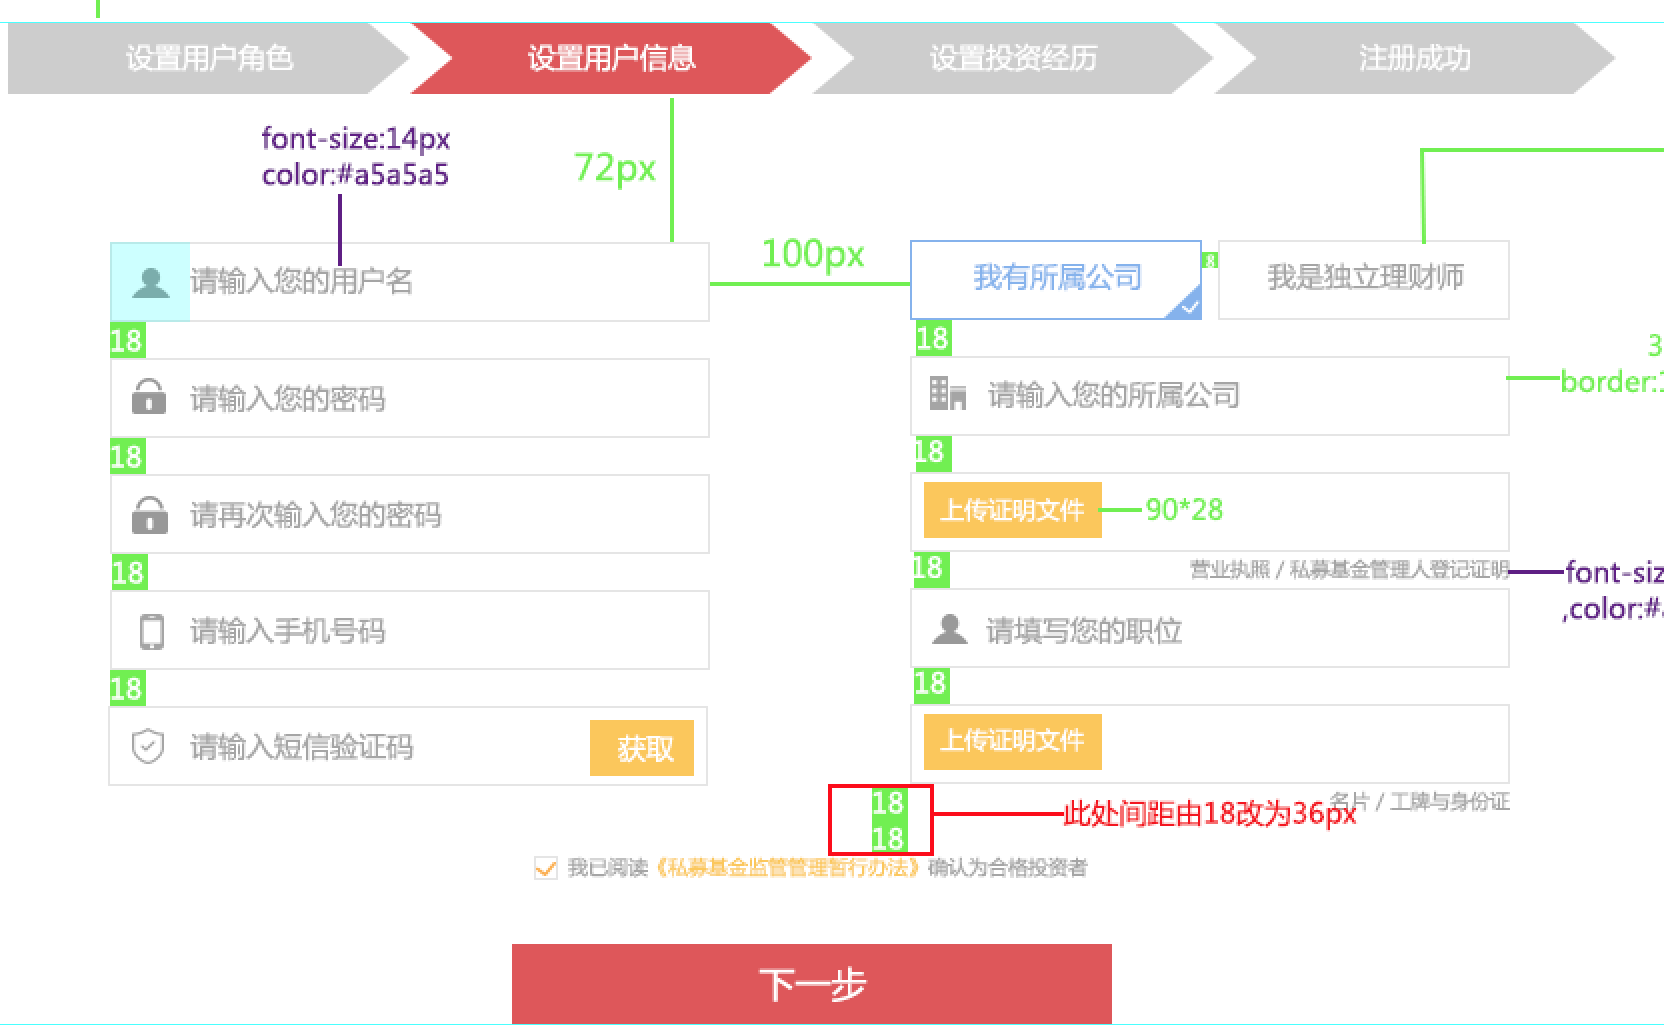 设置用户角色
设置用户信息
设置投资经历
注册成功
font-size:14px
color:#a5a5a5
72px
100px
请输入您的用户名
18
请输入您的密码
18
请再次输入您的密码
18
请输入手机号码
18
请输入短信验证码
获取
我有所属公司
8
我是独立理财师
18
请输入您的所属公司
3
border:1
18
上传证明文件
90*28
18
营业执照 / 私募基金管理人登记证明
font-siz
,color:#a
请填写您的职位
18
上传证明文件
18
18
名片 / 工牌与身份证
此处间距由18改为36px
我已阅读《私募基金监管管理暂行办法》确认为合格投资者
下一步